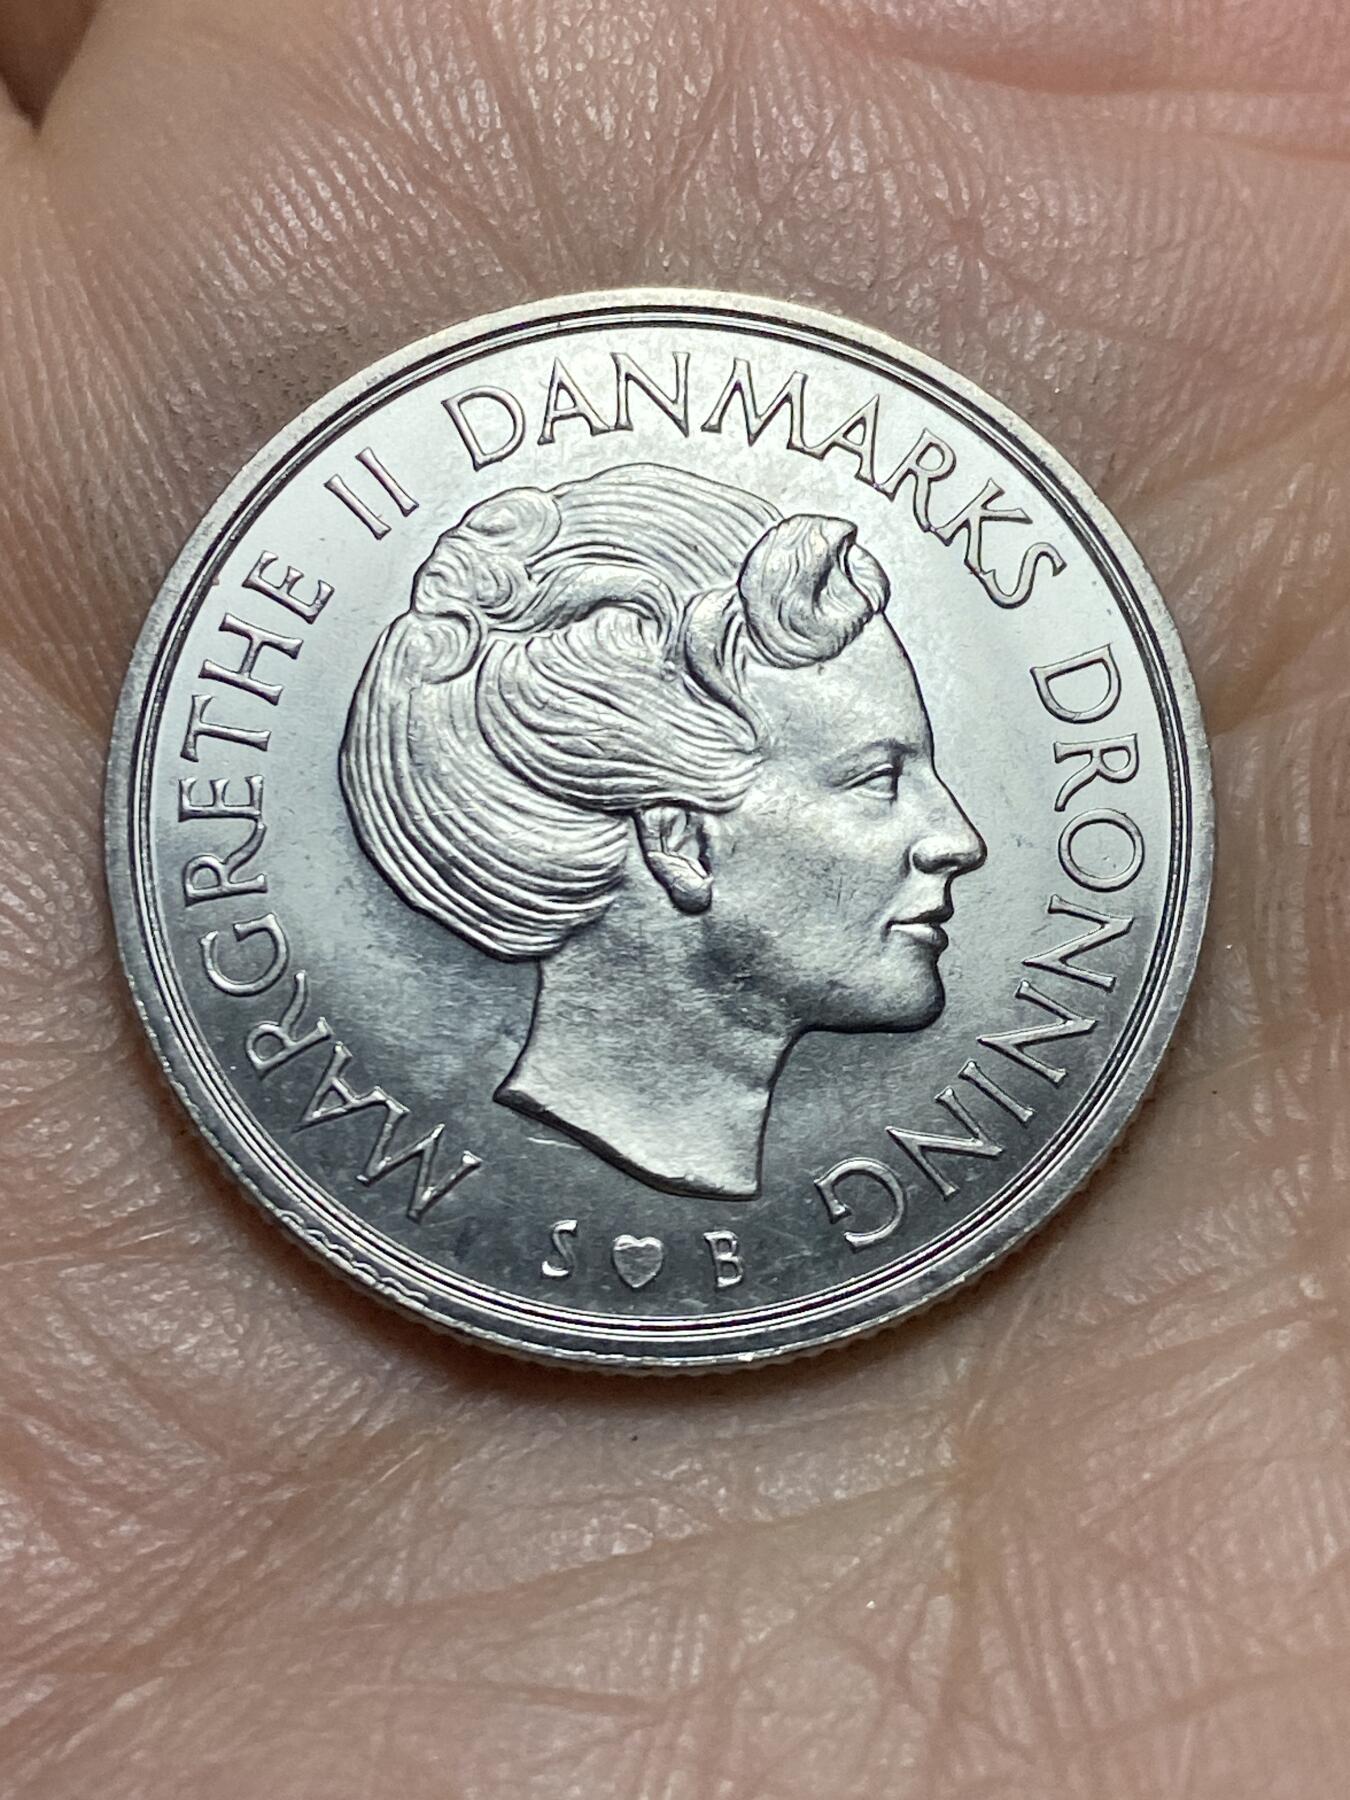 MARGRETHE II DANMARKS DRONNING
S ♥ B